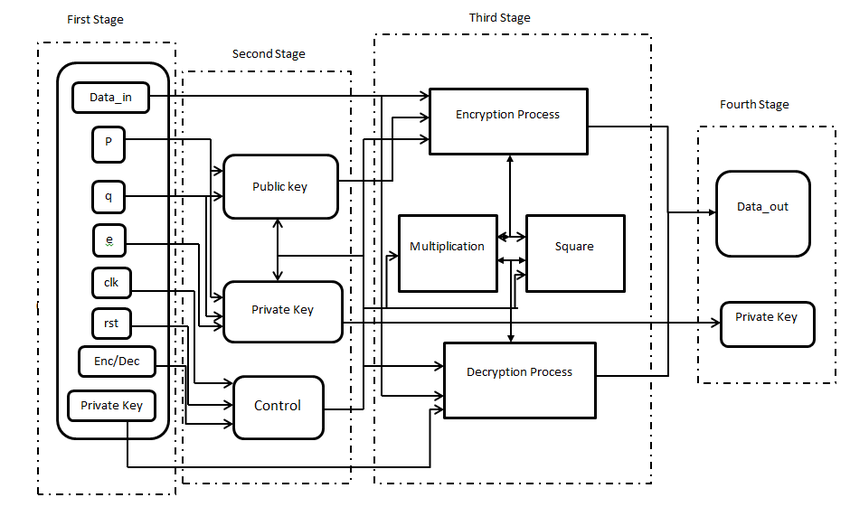 First Stage
Second Stage
Third Stage
Fourth Stage
Data_in
P
q
e
clk
rst
Enc/Dec
Private Key
Public key
Private Key
Control
Encryption Process
Multiplication
Square
Decryption Process
Data_out
Private Key